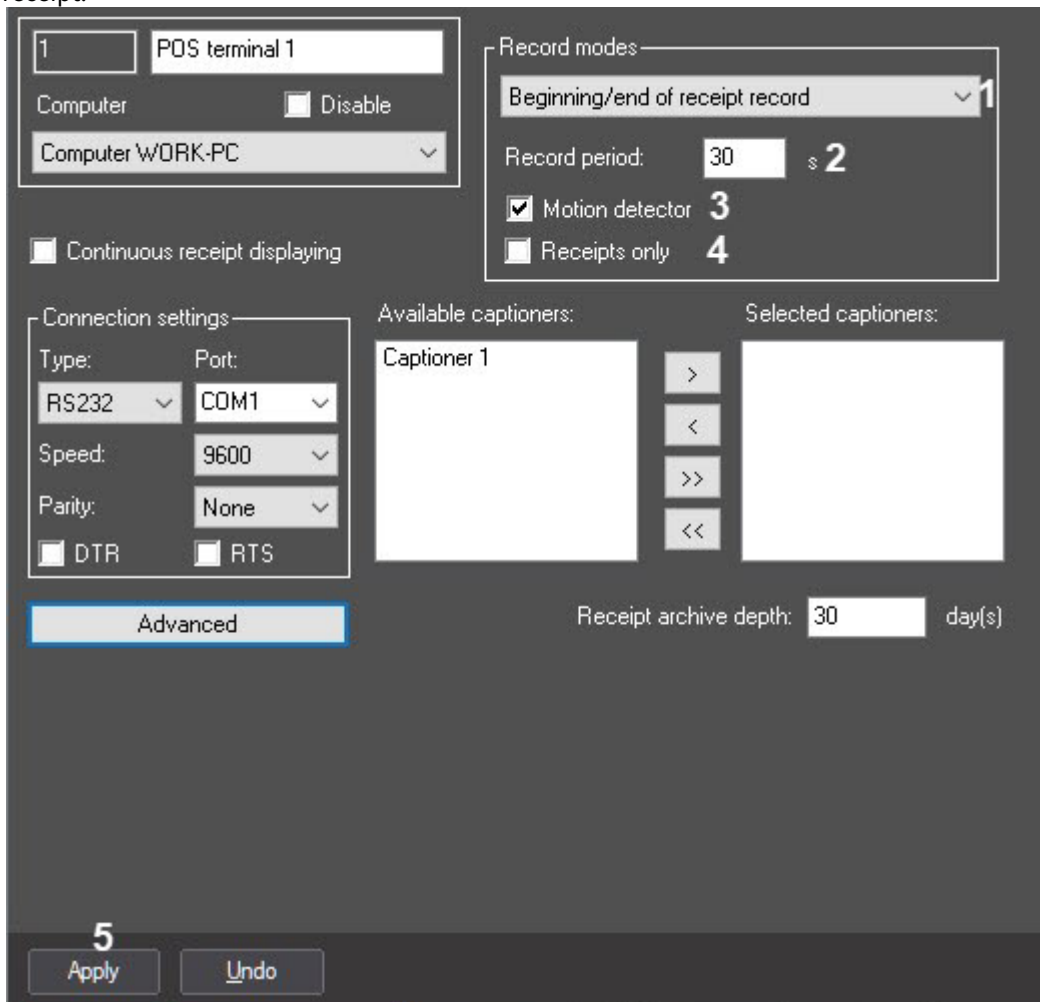 1 POS terminal 1
Computer Disable
Computer WORK-PC
Record modes
Beginning/end of receipt record 1
Record period: 30 s 2
Motion detector 3
Receipts only 4
Continuous receipt displaying
Connection settings
Type: Port:
RS232 COM1
Speed: 9600
Parity: None
DTR RTS
Available captioners:
Captioner 1
>
<
>>
<<
Selected captioners:
Advanced
Receipt archive depth: 30 day(s)
5
Apply Undo